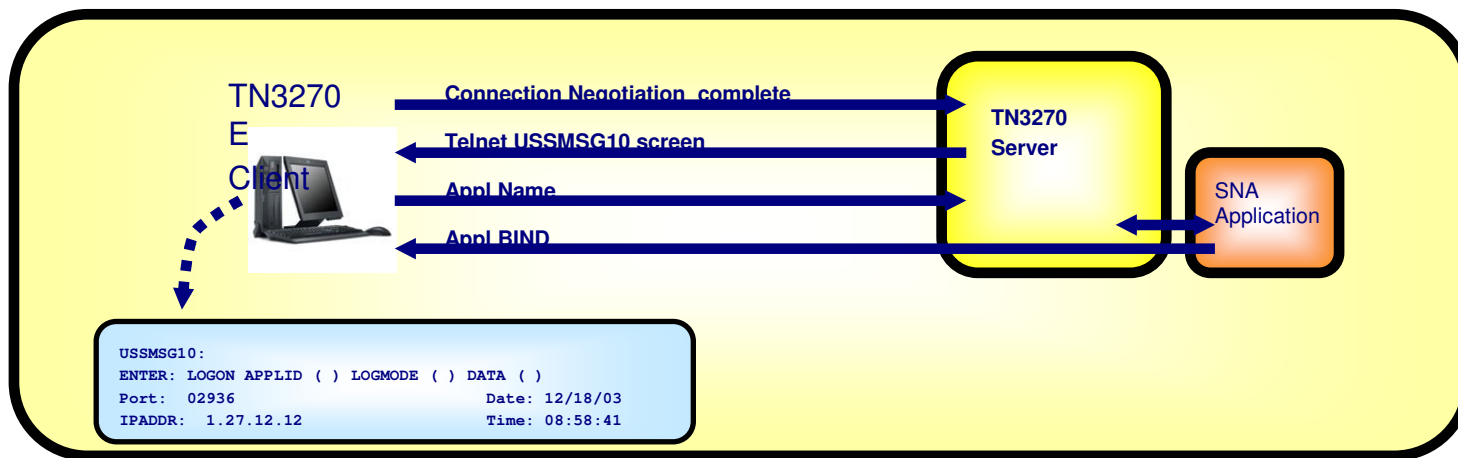 TN3270
E
Client
Connection Negotiation complete
Telnet USSMSG10 screen
Appl Name
Appl BIND
TN3270
Server
SNA
Application
USSMSG10:
ENTER: LOGON APPLID ( ) LOGMODE ( ) DATA ( )
Port: 02936 Date: 12/18/03
IPADDR: 1.27.12.12 Time: 08:58:41